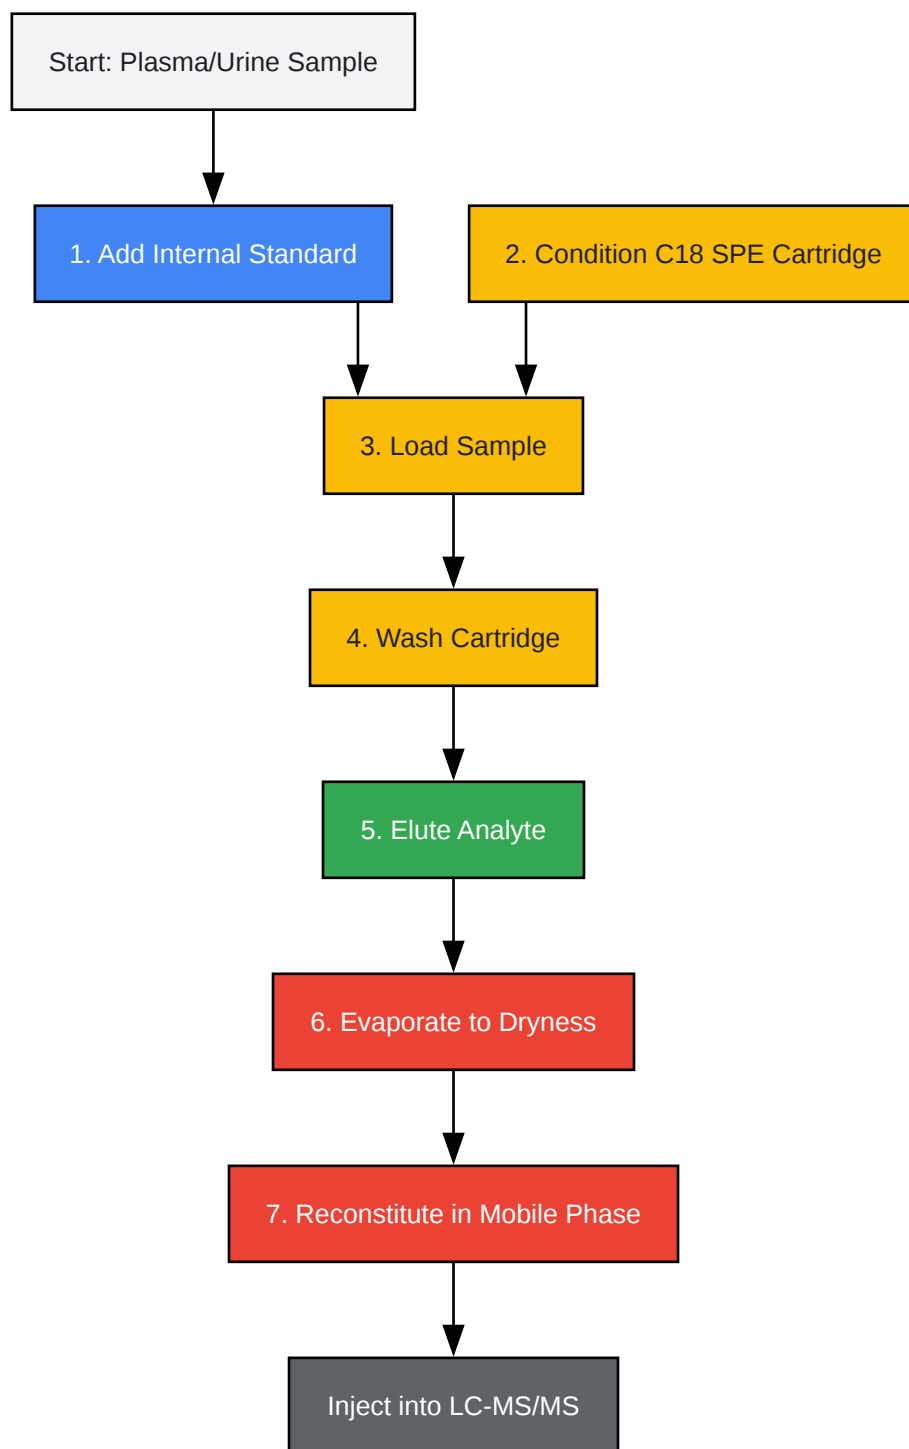 Start: Plasma/Urine Sample
1. Add Internal Standard
2. Condition C18 SPE Cartridge
3. Load Sample
4. Wash Cartridge
5. Elute Analyte
6. Evaporate to Dryness
7. Reconstitute in Mobile Phase
Inject into LC-MS/MS